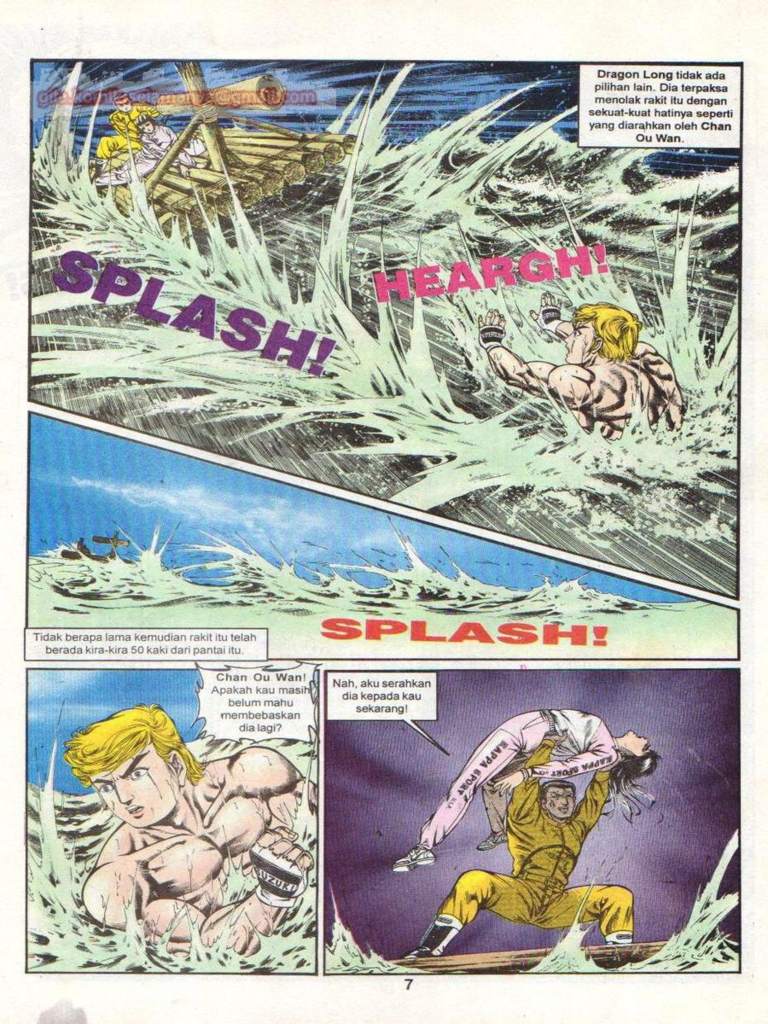 Dragon Long tidak ada
pilihan lain. Dia terpaksa
menolak rakit itu dengan
sekuat-kuat hatinya seperti
yang diarahkan oleh Chan
Ou Wan.
SPLASH!
HEARGH!
Tidak berapa lama kemudian rakit itu telah
berada kira-kira 50 kaki dari pantai itu.
SPLASH!
Chan Ou Wan!
Apakah kau masih
belum mahu
membebaskan
dia lagi?
SUZUKI
Nah, aku serahkan
dia kepada kau
sekarang!
KAPPA SPORT
KAPPA SPORT
7